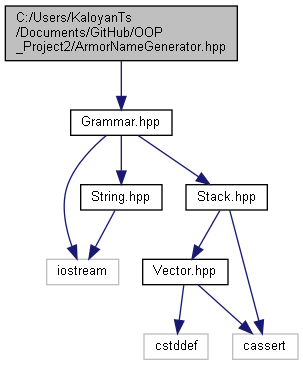 C:/Users/KaloyanTs
/Documents/GitHub/OOP
_Project2/ArmorNameGenerator.hpp
Grammar.hpp
String.hpp
Stack.hpp
iostream
Vector.hpp
cstddef
cassert